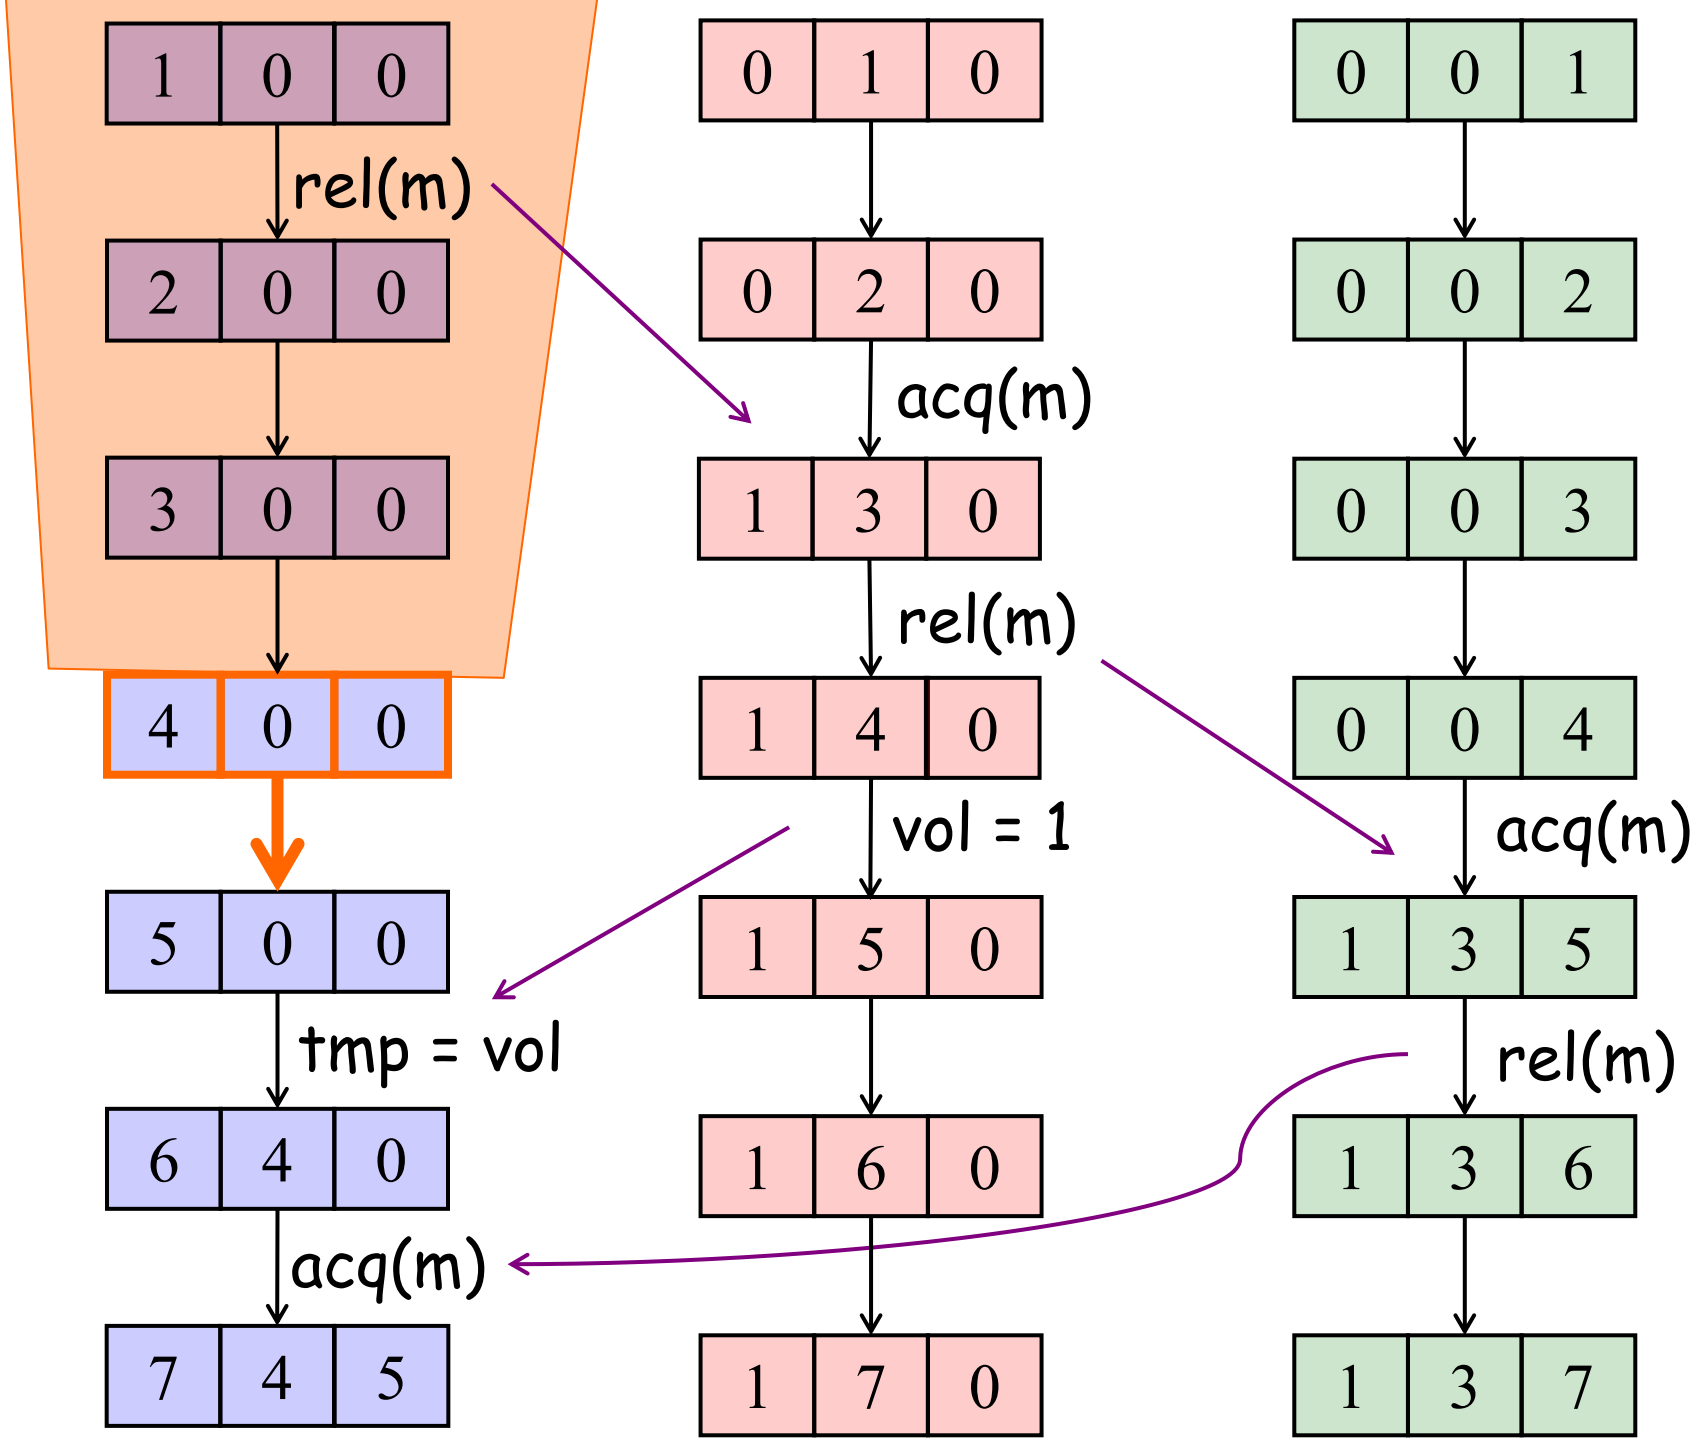 1 0 0
rel(m)
2 0 0
3 0 0
4 0 0
5 0 0
tmp = vol
6 4 0
acq(m)
7 4 5
0 1 0
0 2 0
acq(m)
1 3 0
rel(m)
1 4 0
vol = 1
1 5 0
1 6 0
1 7 0
0 0 1
0 0 2
0 0 3
0 0 4
acq(m)
1 3 5
rel(m)
1 3 6
1 3 7